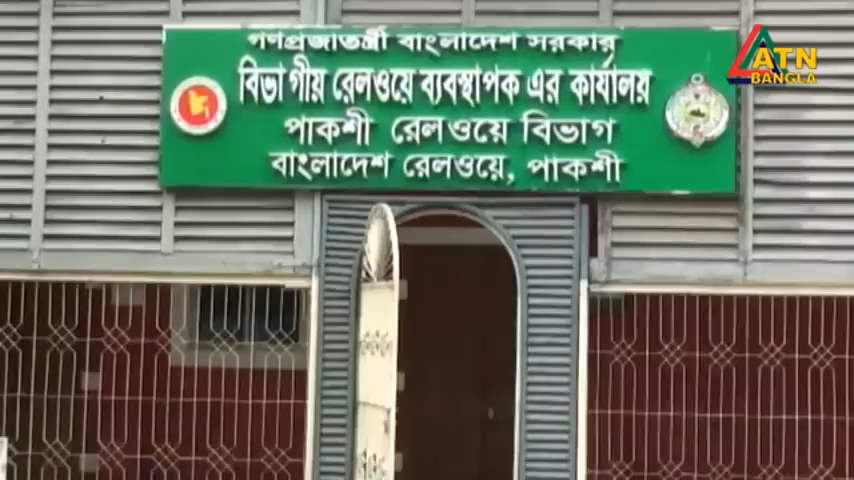 গণপ্রজাতন্ত্রী বাংলাদেশ সরকার
বিভাগীয় রেলওয়ে ব্যবস্থাপক এর কার্যালয়
পাকশী রেলওয়ে বিভাগ
বাংলাদেশ রেলওয়ে, পাকশী
ATN
BANGLA